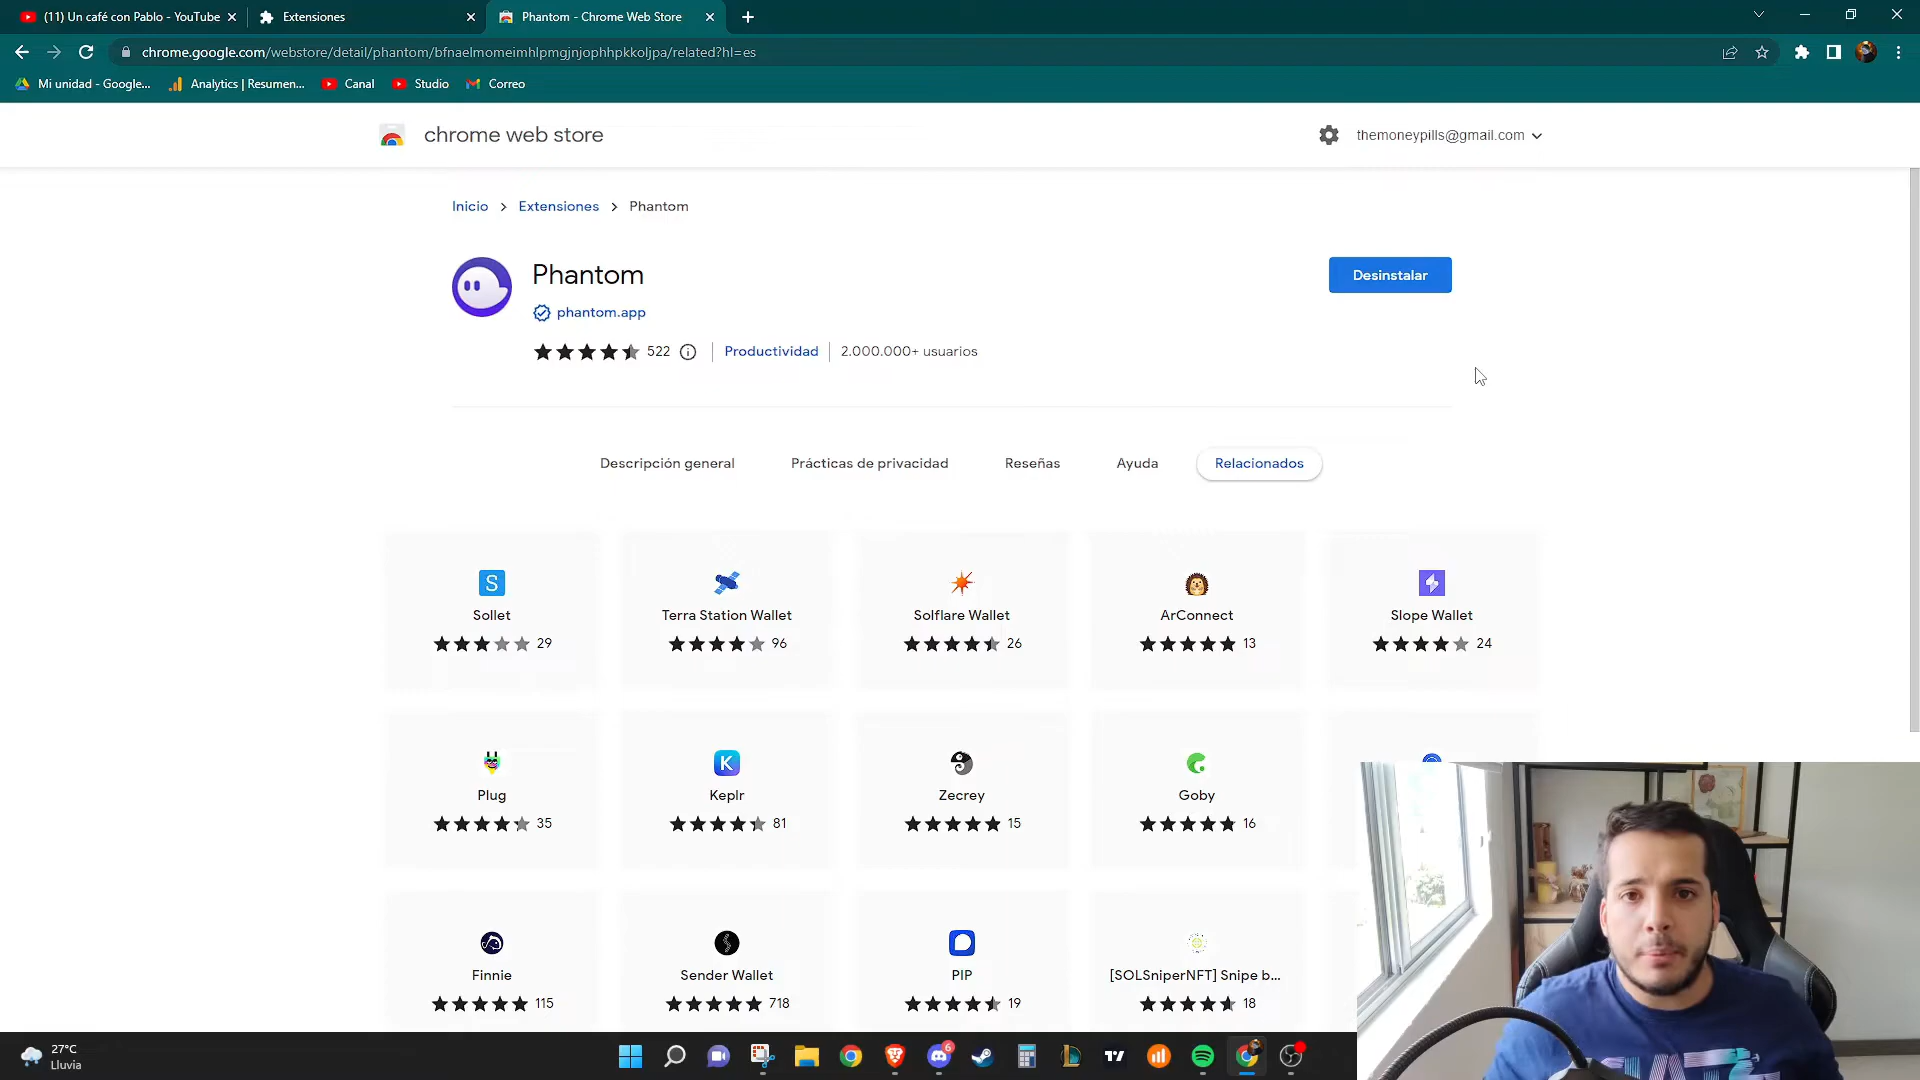 (11) Un café con Pablo - YouTube
Extensiones
Phantom - Chrome Web Store
chrome.google.com/webstore/detail/phantom/bfnaelmomeimhlpmgjnjophhpkkoljpa/related?hl=es
Mi unidad - Google...
Analytics | Resumen...
Canal
Studio
Correo
chrome web store
themoneypills@gmail.com
Inicio > Extensiones > Phantom
Phantom
Desinstalar
phantom.app
522
Productividad
2.000.000+ usuarios
Descripción general
Prácticas de privacidad
Reseñas
Ayuda
Relacionados
S
Sollet
29
Terra Station Wallet
96
Solflare Wallet
26
ArConnect
13
Slope Wallet
24
Plug
35
K
Keplr
81
Zecrey
15
Goby
16
Finnie
115
Sender Wallet
718
PIP
19
[SOLSniperNFT] Snipe b...
18
27°C
Lluvia
6